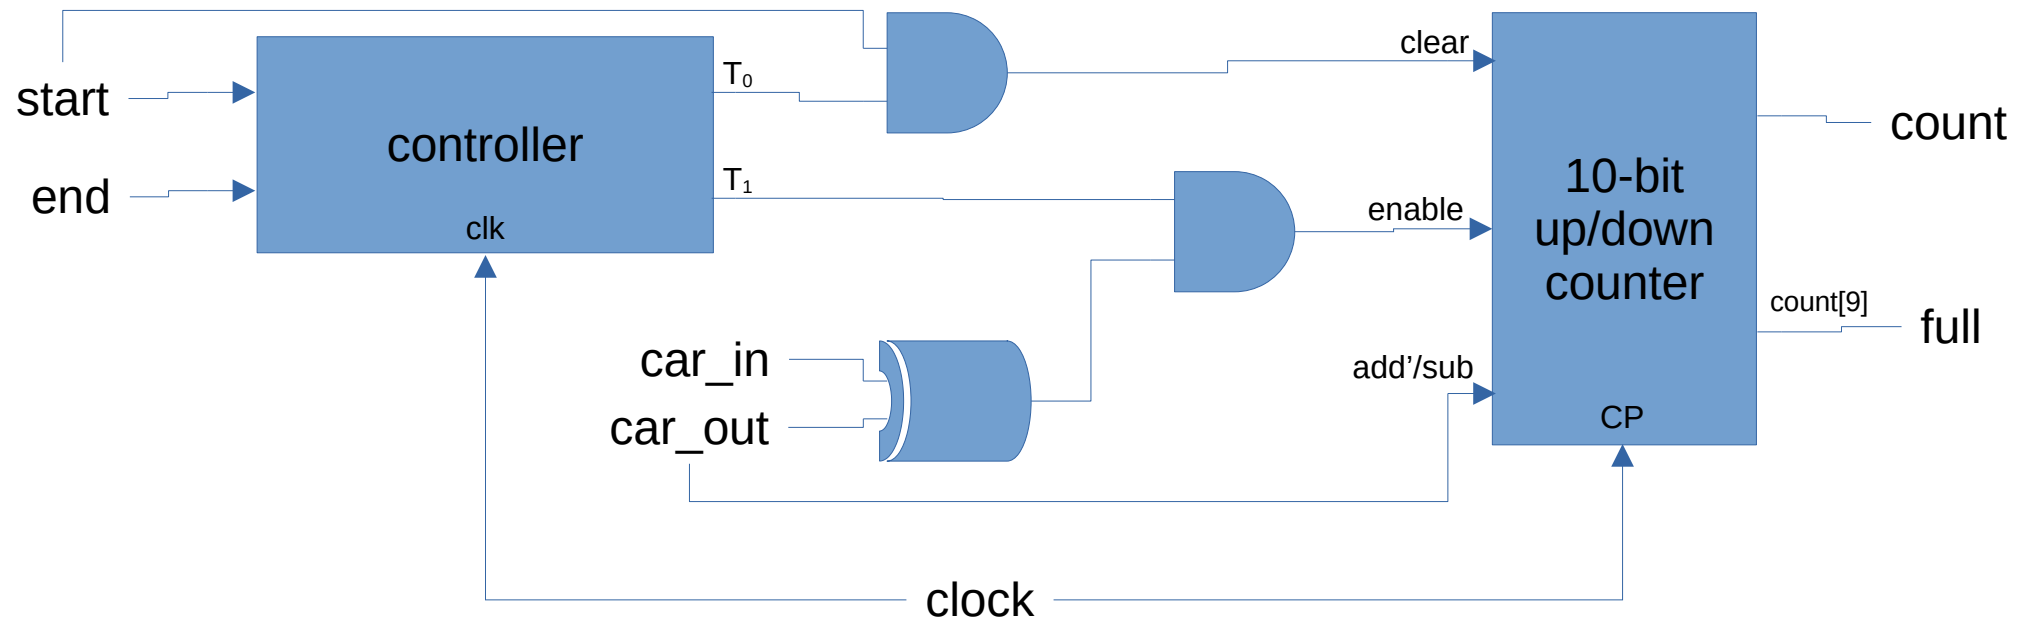 start
end
controller
clk
T₀
T₁
car_in
car_out
clock
clear
enable
add’/sub
10-bit
up/down
counter
CP
count
count[9]
full